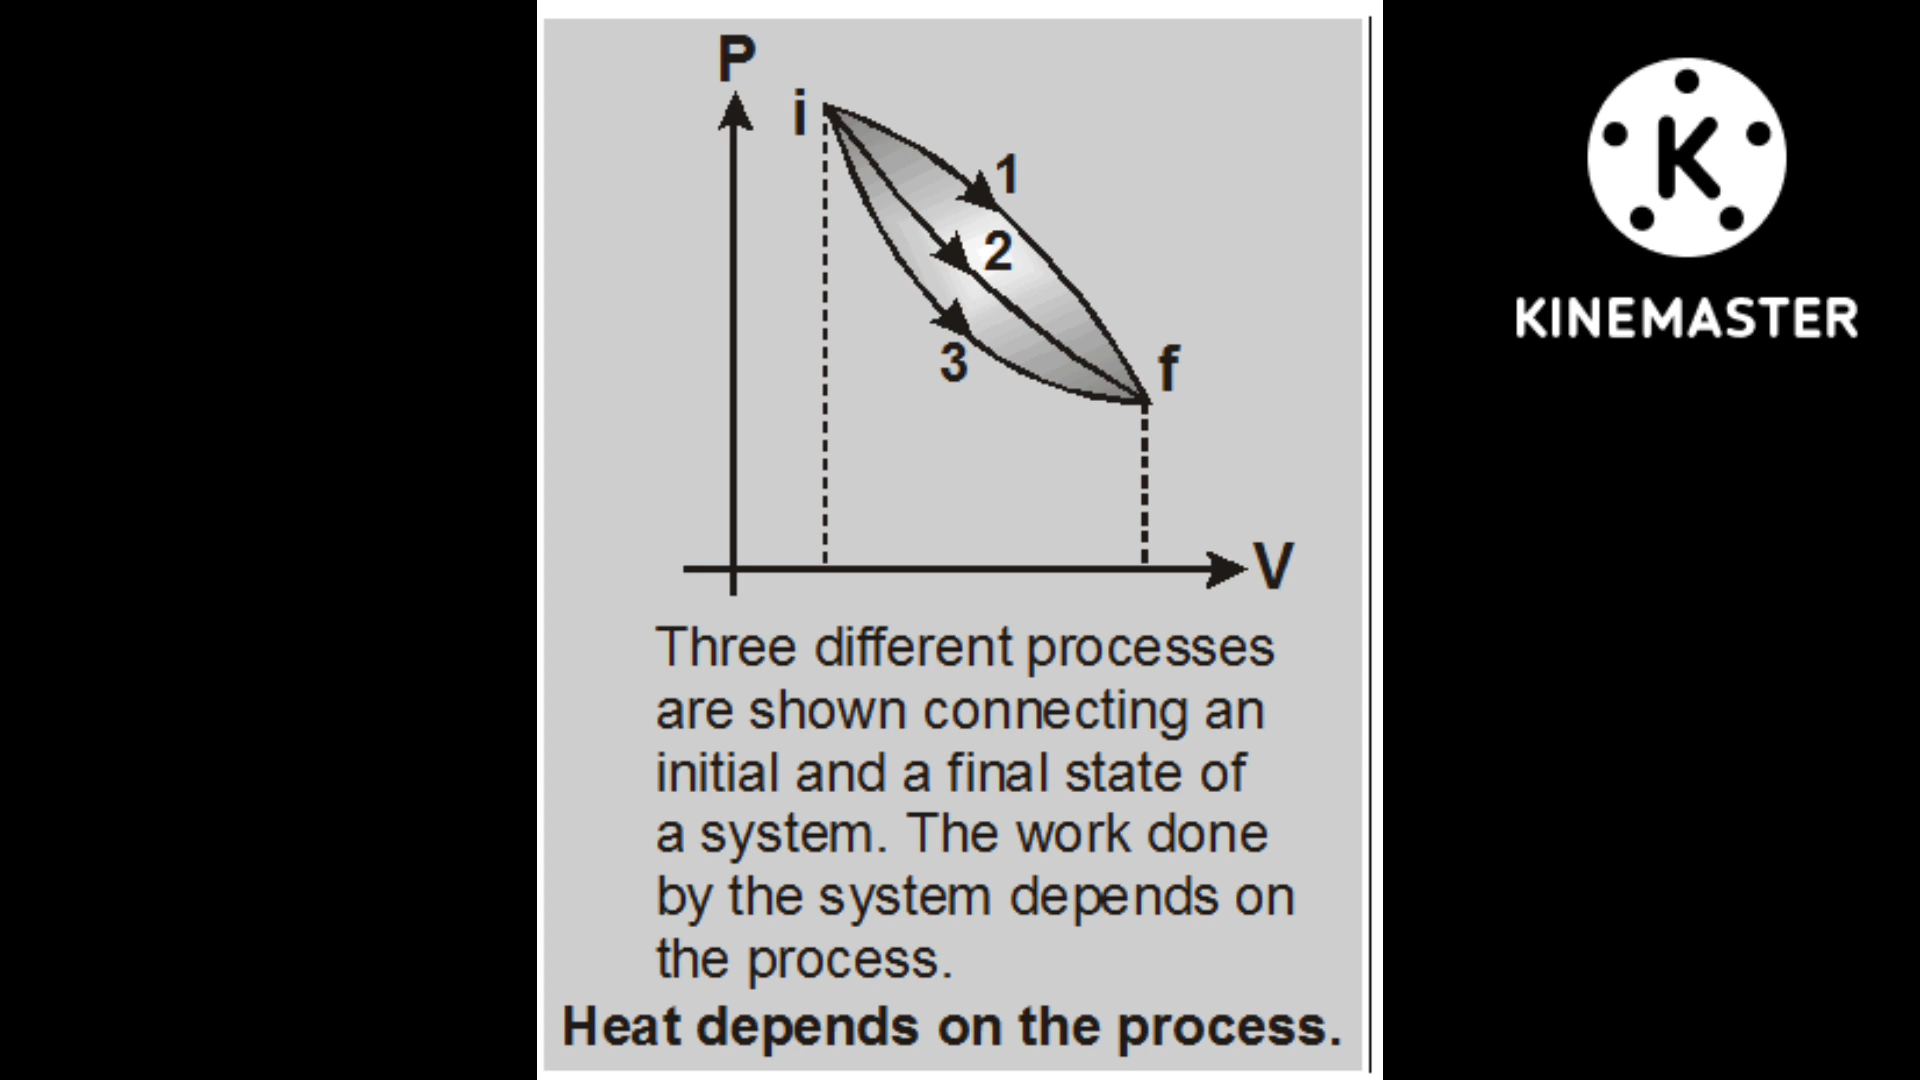 P
i
1
2
3
f
V
Three different processes
are shown connecting an
initial and a final state of
a system. The work done
by the system depends on
the process.
Heat depends on the process.
K
KINEMASTER